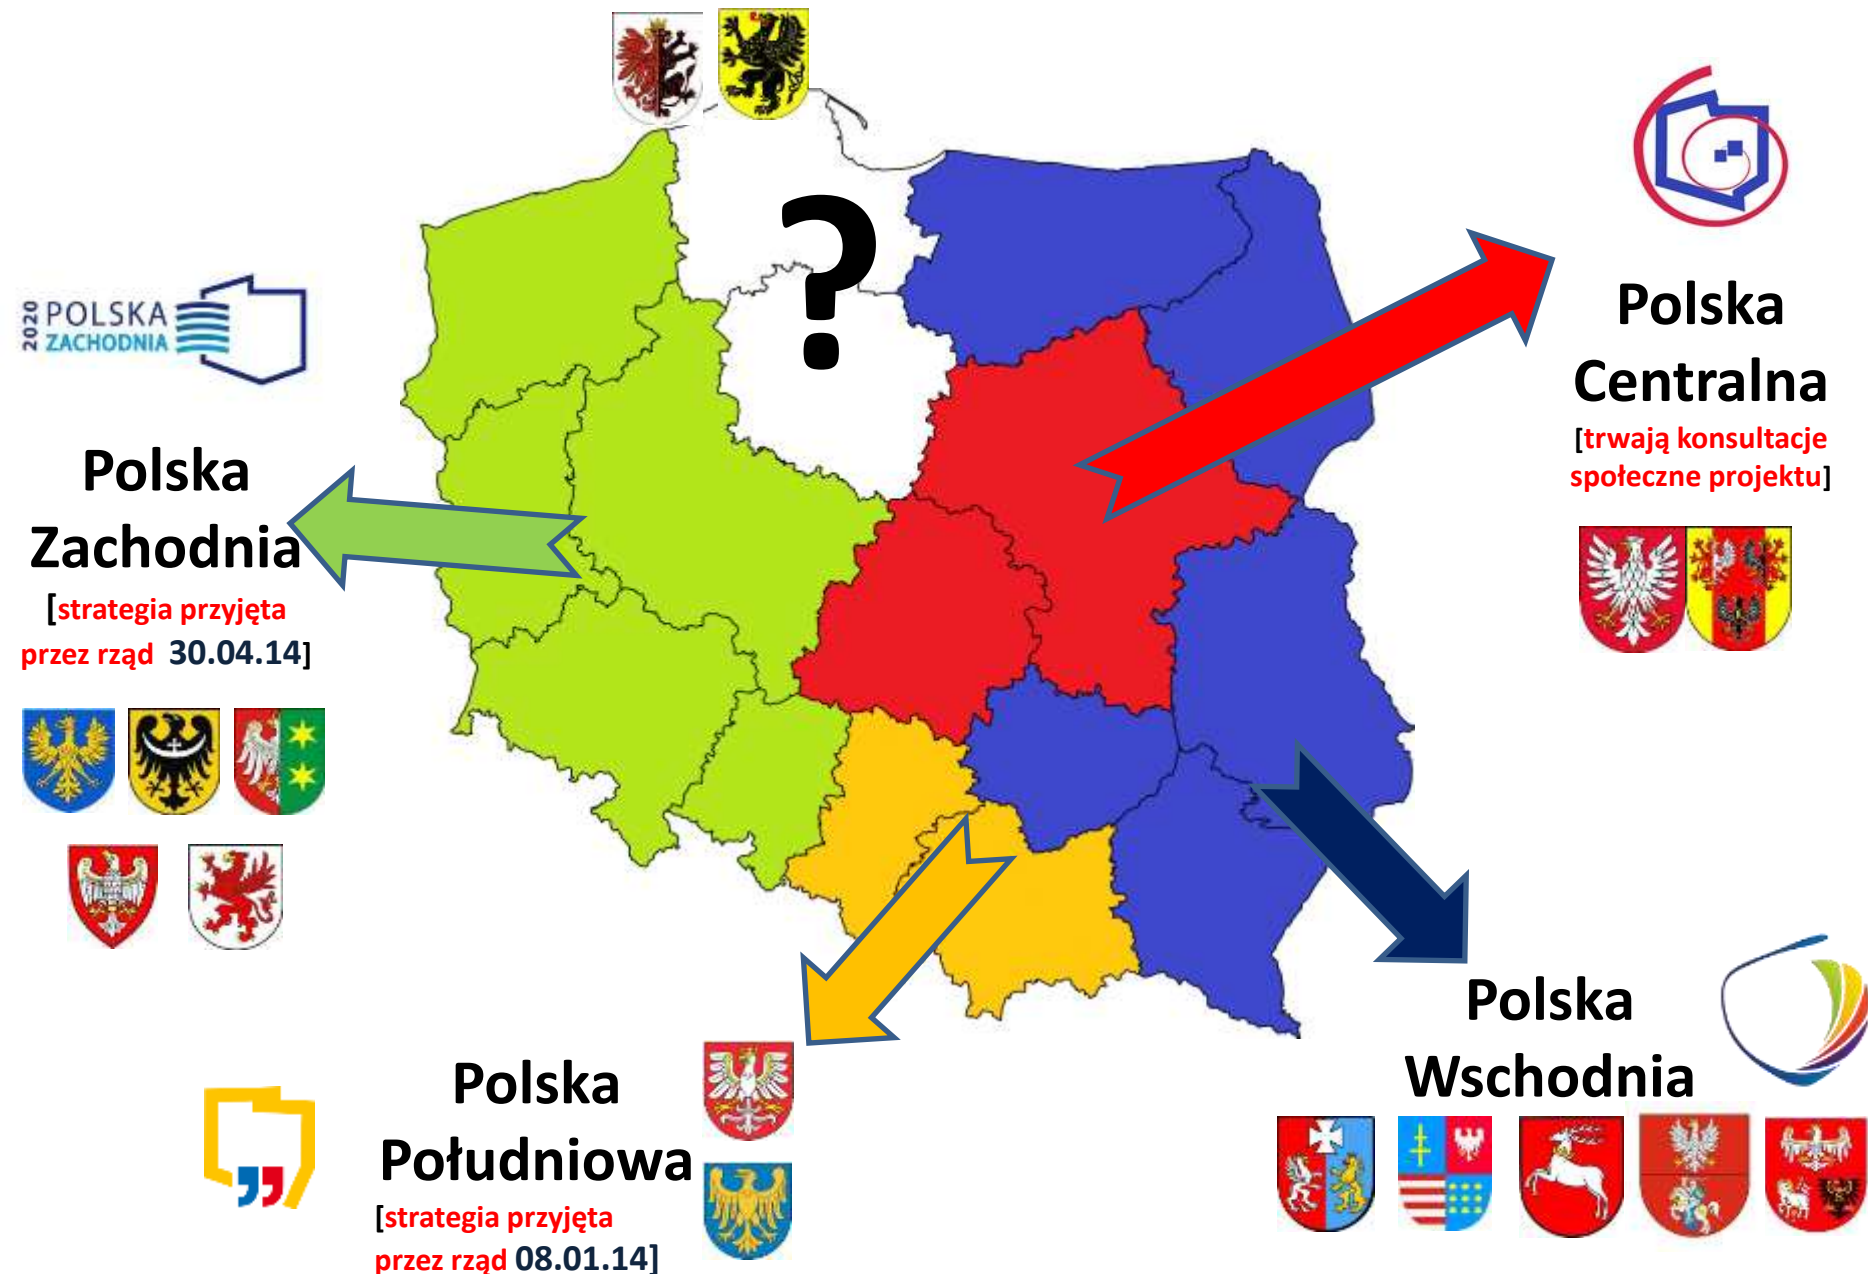 ?
2020
POLSKA
ZACHODNIA
Polska
Zachodnia
[strategia przyjęta
przez rząd 30.04.14]
Polska
Centralna
[trwają konsultacje
społeczne projektu]
Polska
Południowa
[strategia przyjęta
przez rząd 08.01.14]
Polska
Wschodnia